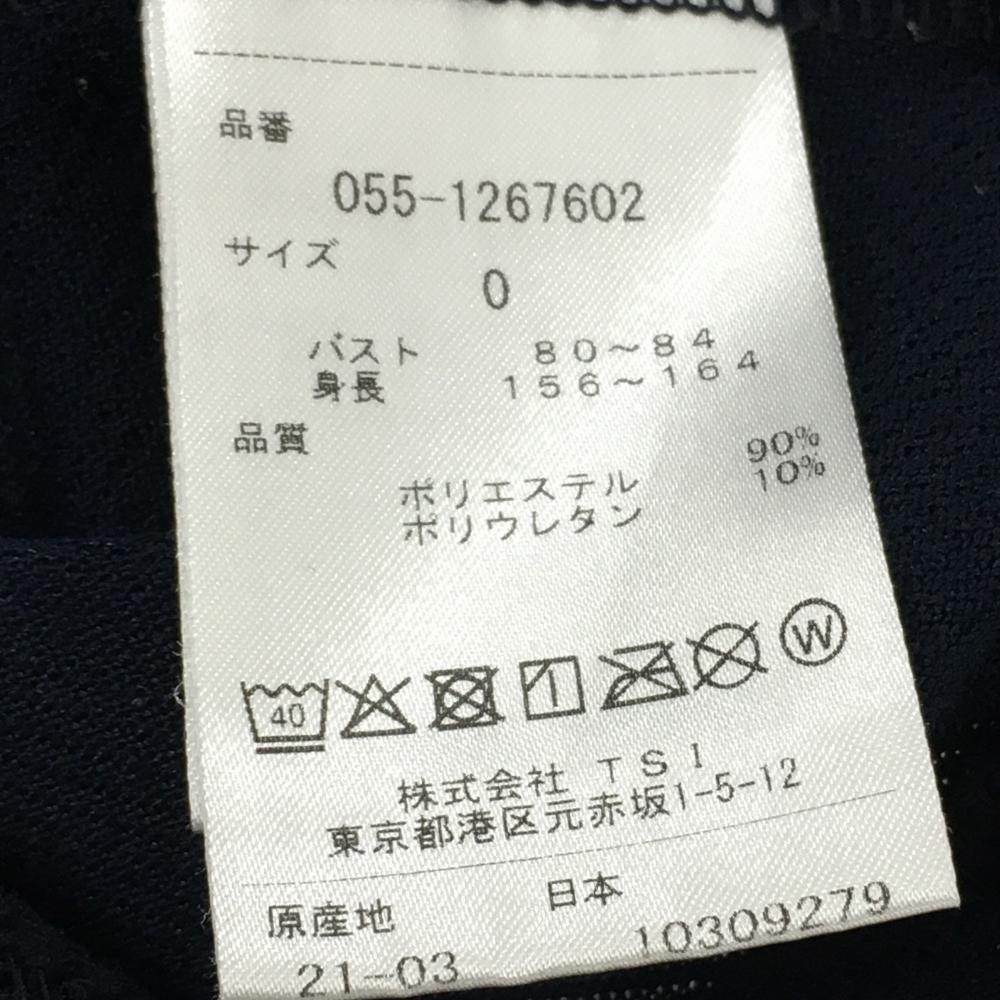 品番
055-1267602
サイズ
0
バスト 80～84
身長 156～164
品質
ポリエステル 90%
ポリウレタン 10%
40
W
株式会社 TSI
東京都港区元赤坂1-5-12
原産地 日本
21-03 10309279